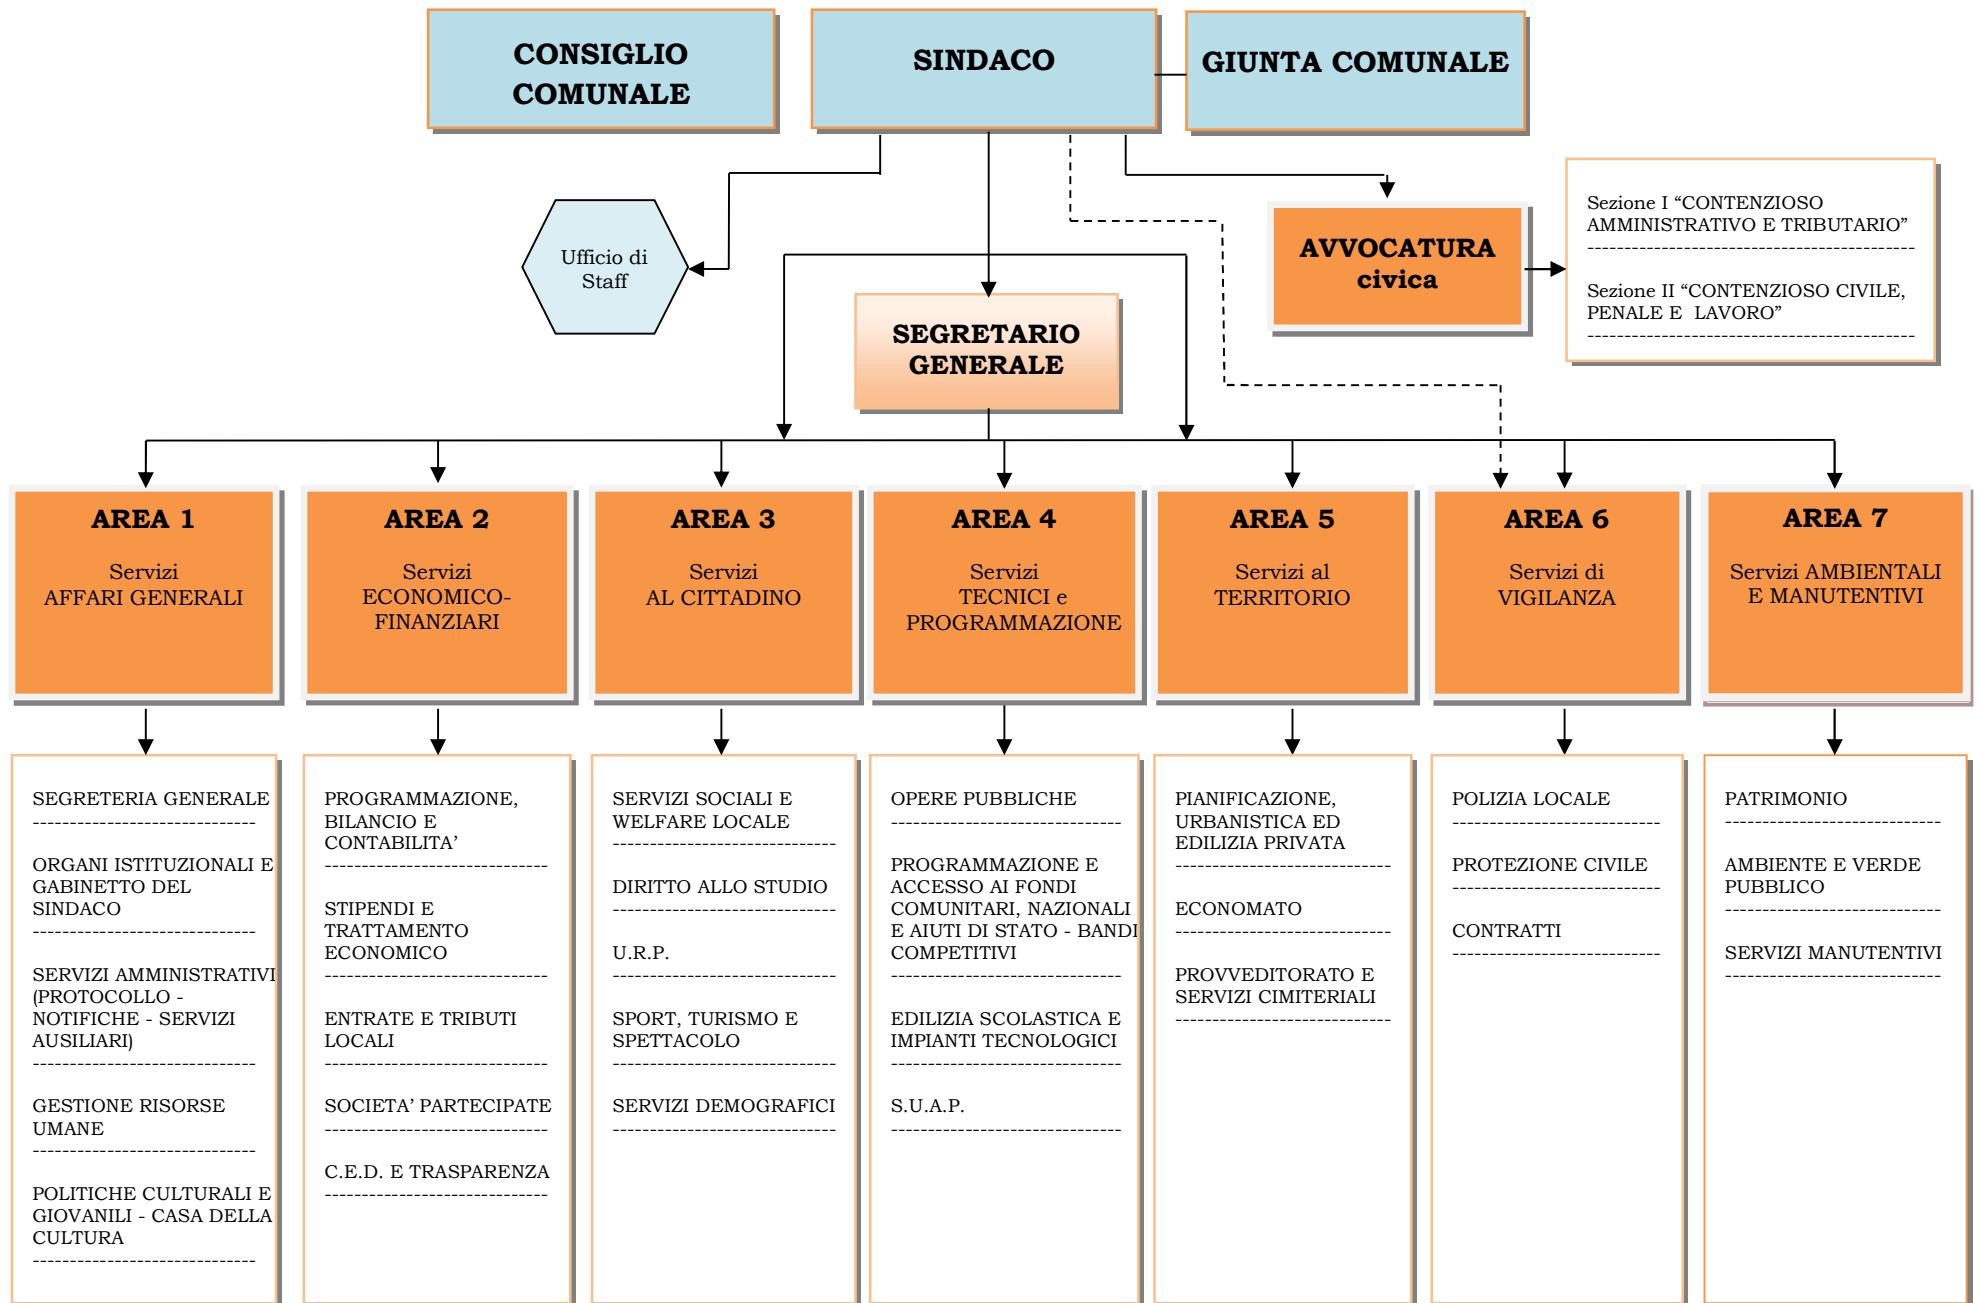 CONSIGLIO
COMUNALE
SINDACO
GIUNTA COMUNALE
Ufficio di
Staff
SEGRETARIO
GENERALE
AVVOCATURA
civica
Sezione I “CONTENZIOSO
AMMINISTRATIVO E TRIBUTARIO”
--------------------------------------------
Sezione II “CONTENZIOSO CIVILE,
PENALE E  LAVORO”
--------------------------------------------
AREA 1
Servizi
AFFARI GENERALI
AREA 2
Servizi
ECONOMICO-
FINANZIARI
AREA 3
Servizi
AL CITTADINO
AREA 4
Servizi
TECNICI e
PROGRAMMAZIONE
AREA 5
Servizi al
TERRITORIO
AREA 6
Servizi di
VIGILANZA
AREA 7
Servizi AMBIENTALI
E MANUTENTIVI
SEGRETERIA GENERALE
------------------------------
ORGANI ISTITUZIONALI E
GABINETTO DEL
SINDACO
------------------------------
SERVIZI AMMINISTRATIVI
(PROTOCOLLO -
NOTIFICHE - SERVIZI
AUSILIARI)
------------------------------
GESTIONE RISORSE
UMANE
------------------------------
POLITICHE CULTURALI E
GIOVANILI - CASA DELLA
CULTURA
------------------------------
PROGRAMMAZIONE,
BILANCIO E
CONTABILITA’
------------------------------
STIPENDI E
TRATTAMENTO
ECONOMICO
------------------------------
ENTRATE E TRIBUTI
LOCALI
------------------------------
SOCIETA’ PARTECIPATE
------------------------------
C.E.D. E TRASPARENZA
------------------------------
SERVIZI SOCIALI E
WELFARE LOCALE
------------------------------
DIRITTO ALLO STUDIO
------------------------------
U.R.P.
------------------------------
SPORT, TURISMO E
SPETTACOLO
------------------------------
SERVIZI DEMOGRAFICI
------------------------------
OPERE PUBBLICHE
-------------------------------
PROGRAMMAZIONE E
ACCESSO AI FONDI
COMUNITARI, NAZIONALI
E AIUTI DI STATO - BANDI
COMPETITIVI
-------------------------------
EDILIZIA SCOLASTICA E
IMPIANTI TECNOLOGICI
-------------------------------
S.U.A.P.
-------------------------------
PIANIFICAZIONE,
URBANISTICA ED
EDILIZIA PRIVATA
-----------------------------
ECONOMATO
-----------------------------
PROVVEDITORATO E
SERVIZI CIMITERIALI
-----------------------------
POLIZIA LOCALE
----------------------------
PROTEZIONE CIVILE
----------------------------
CONTRATTI
----------------------------
PATRIMONIO
-----------------------------
AMBIENTE E VERDE
PUBBLICO
-----------------------------
SERVIZI MANUTENTIVI
-----------------------------